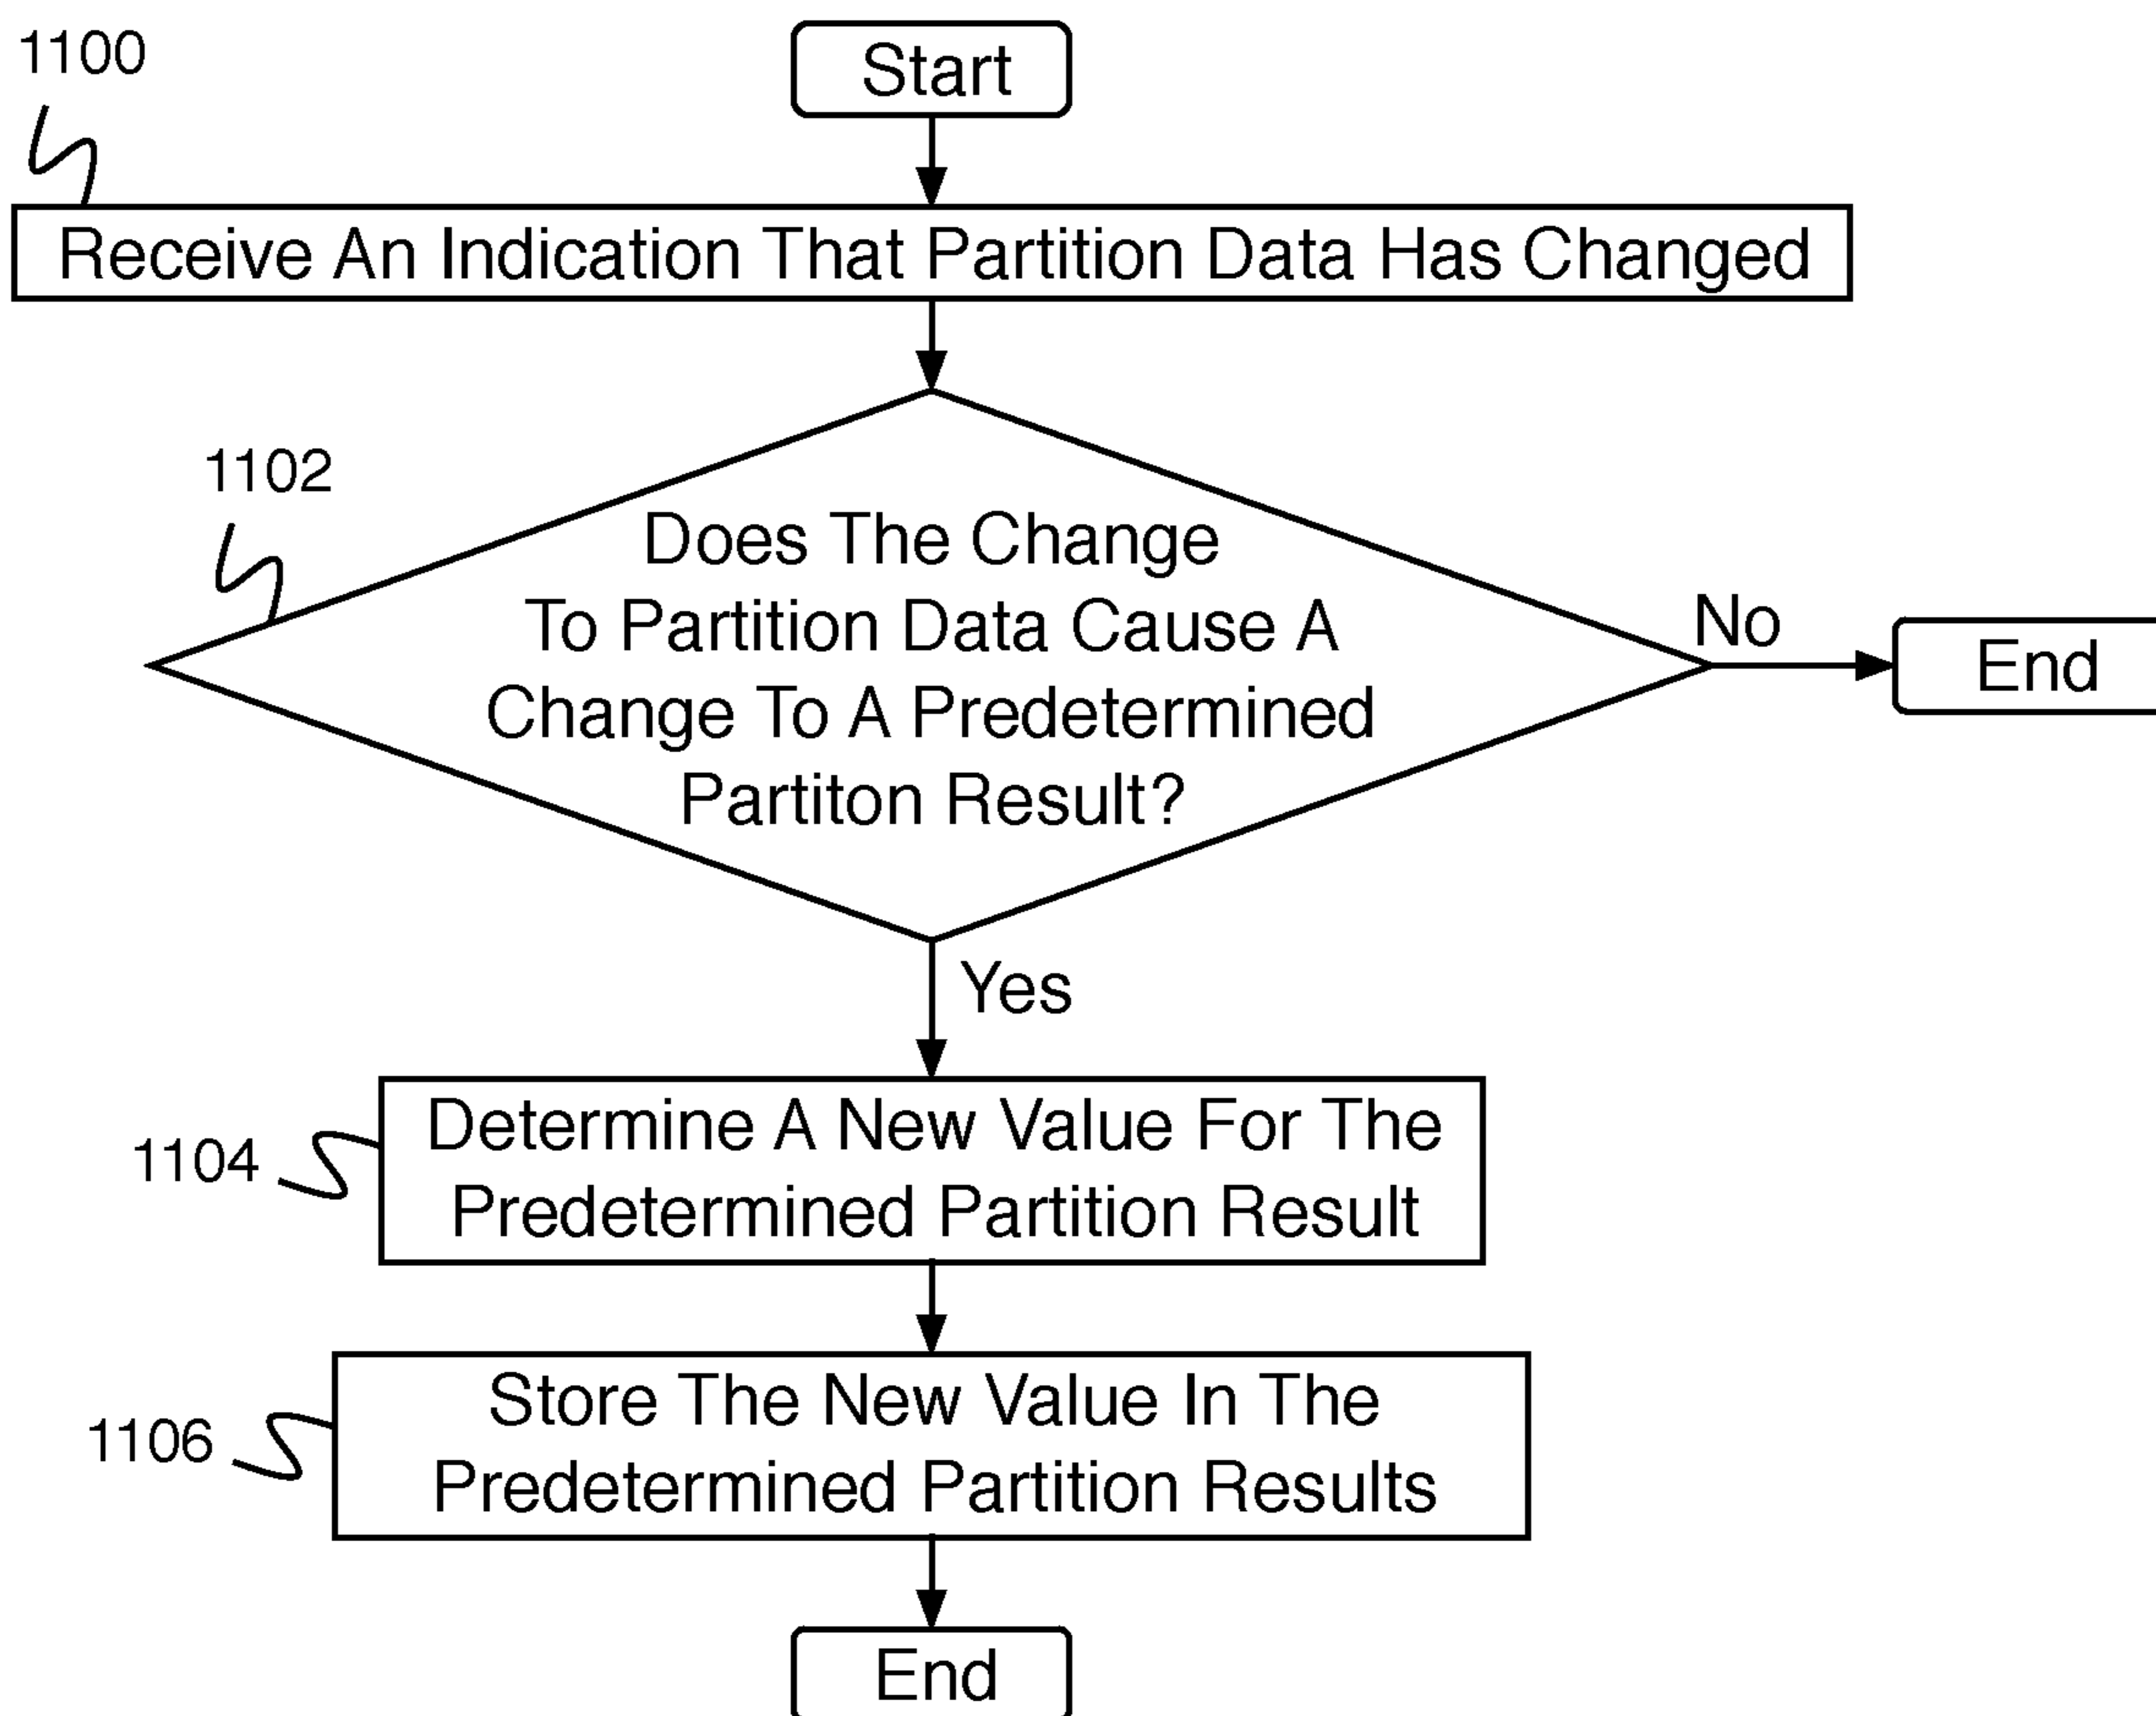 1100
Start
Receive An Indication That Partition Data Has Changed
1102
Does The Change
To Partition Data Cause A
Change To A Predetermined
Partiton Result?
No
End
Yes
1104
Determine A New Value For The
Predetermined Partition Result
1106
Store The New Value In The
Predetermined Partition Results
End